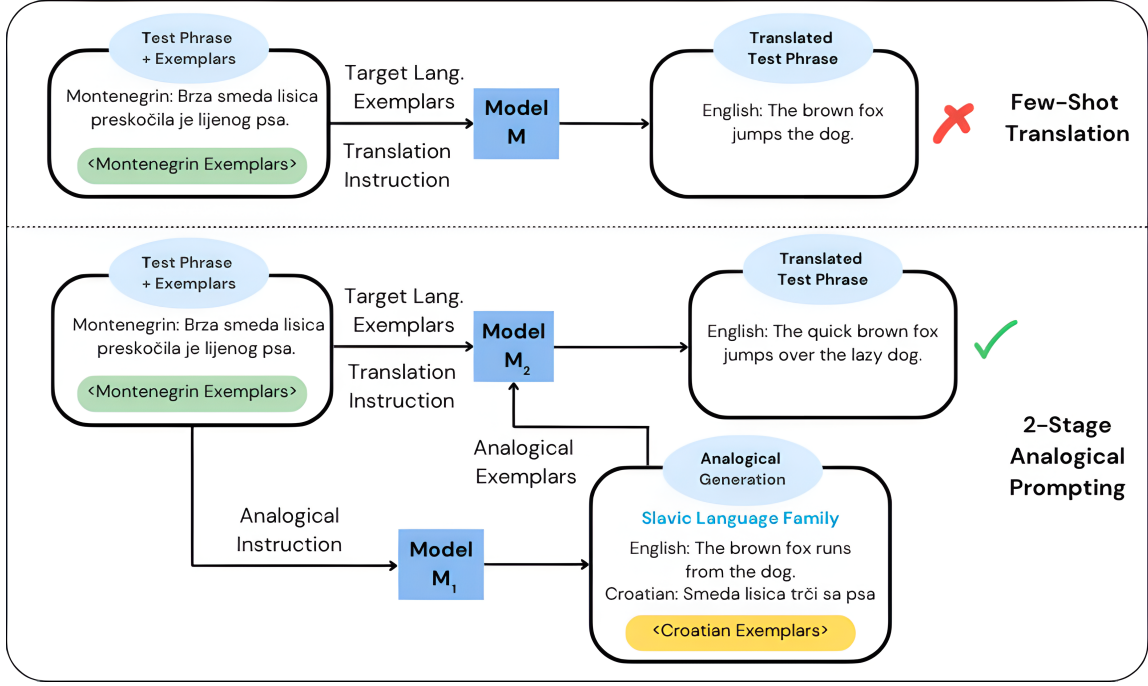 Test Phrase
+ Exemplars
Montenegrin: Brza smeda lisica
preskočila je lijenog psa.
<Montenegrin Exemplars>
Target Lang.
Exemplars
Translation
Instruction
Model
M
Translated
Test Phrase
English: The brown fox
jumps the dog.
Few-Shot
Translation
Test Phrase
+ Exemplars
Montenegrin: Brza smeda lisica
preskočila je lijenog psa.
<Montenegrin Exemplars>
Target Lang.
Exemplars
Translation
Instruction
Model
M₂
Translated
Test Phrase
English: The quick brown fox
jumps over the lazy dog.
2-Stage
Analogical
Prompting
Analogical
Exemplars
Analogical
Instruction
Model
M₁
Analogical
Generation
Slavic Language Family
English: The brown fox runs
from the dog.
Croatian: Smeda lisica trči sa psa
<Croatian Exemplars>